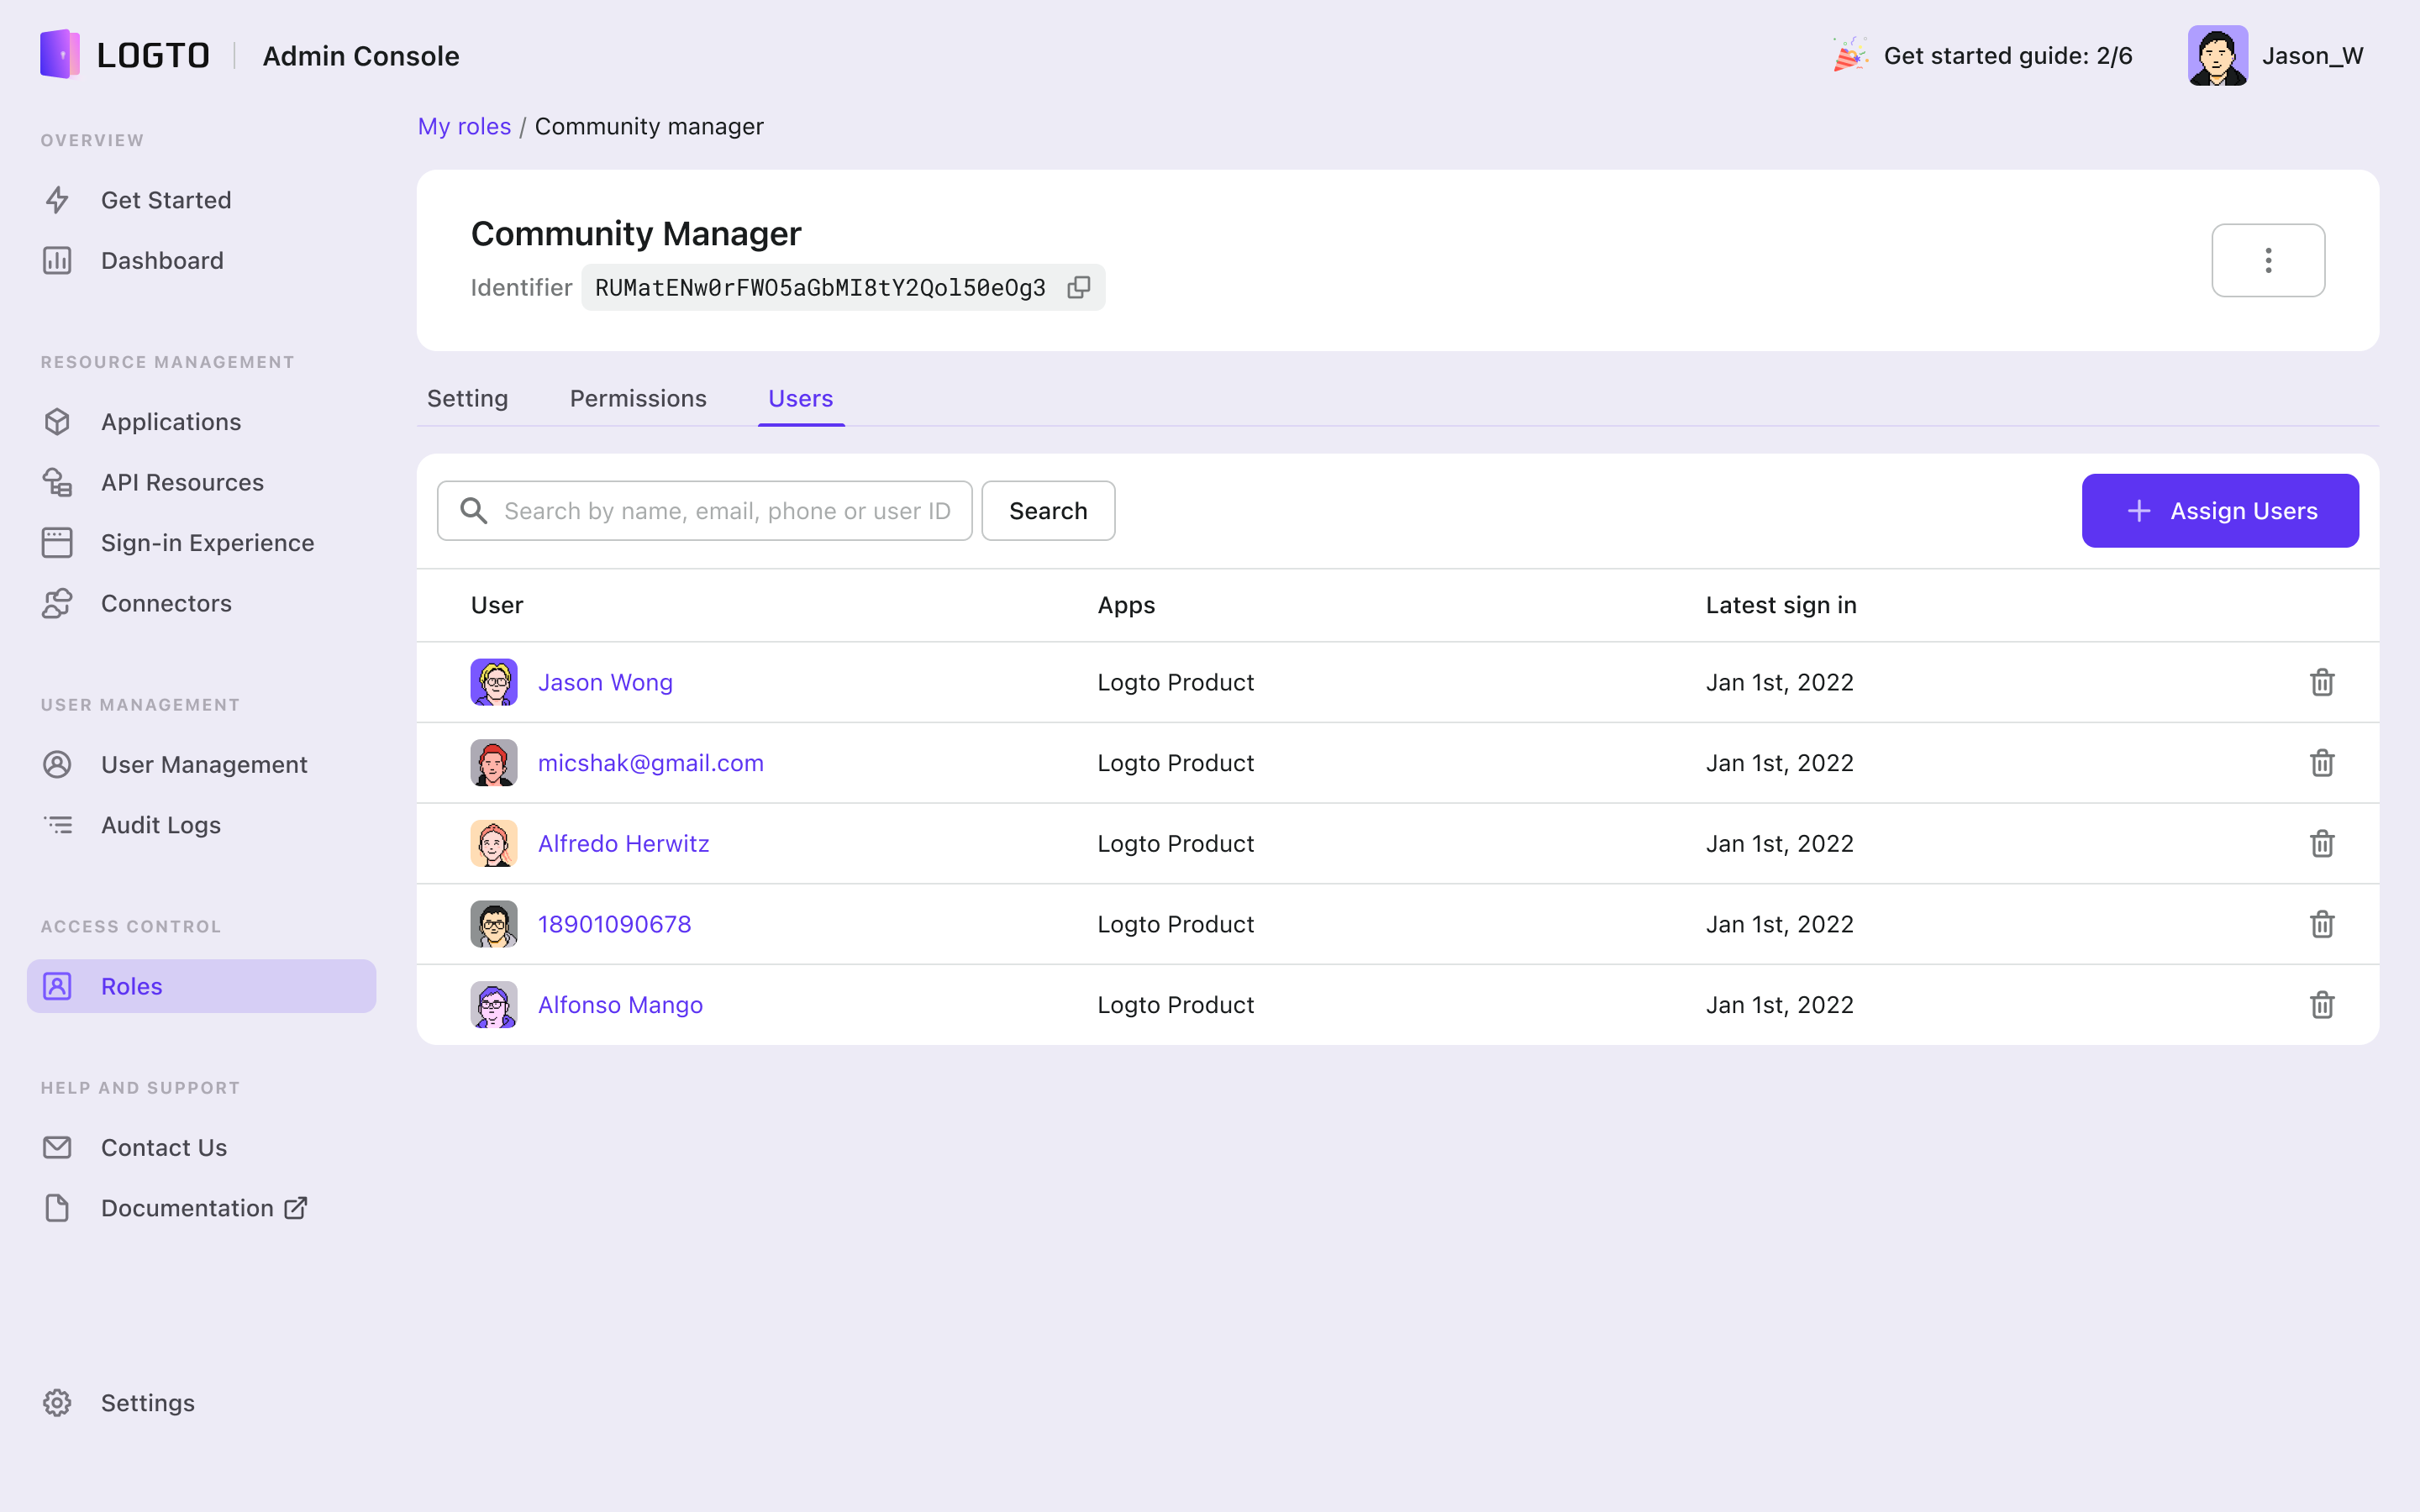 LOGTO
Admin Console
Get started guide: 2/6
Jason_W
OVERVIEW
Get Started
Dashboard
RESOURCE MANAGEMENT
Applications
API Resources
Sign-in Experience
Connectors
USER MANAGEMENT
User Management
Audit Logs
ACCESS CONTROL
Roles
HELP AND SUPPORT
Contact Us
Documentation
Settings
My roles / Community manager
Community Manager
Identifier RUMatENw0rFWO5aGbMI8tY2Qol50eOg3
Setting Permissions Users
Search by name, email, phone or user ID Search
Assign Users
User Apps Latest sign in
Jason Wong Logto Product Jan 1st, 2022
micshak@gmail.com Logto Product Jan 1st, 2022
Alfredo Herwitz Logto Product Jan 1st, 2022
18901090678 Logto Product Jan 1st, 2022
Alfonso Mango Logto Product Jan 1st, 2022